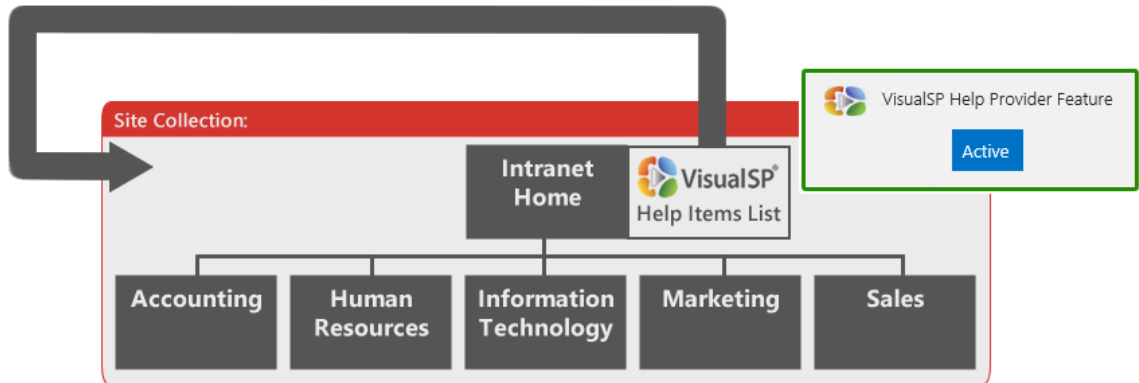 Site Collection:
VisualSP Help Provider Feature
Active
Intranet
Home
VisualSP®
Help Items List
Accounting
Human
Resources
Information
Technology
Marketing
Sales